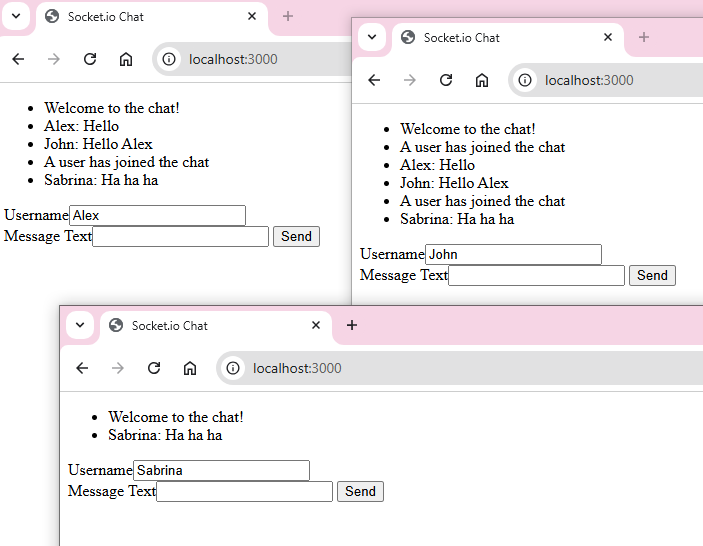 Socket.io Chat
localhost:3000
Welcome to the chat!
Alex: Hello
John: Hello Alex
A user has joined the chat
Sabrina: Ha ha ha
Username Alex
Message Text Send
Socket.io Chat
localhost:3000
Welcome to the chat!
A user has joined the chat
Alex: Hello
John: Hello Alex
A user has joined the chat
Sabrina: Ha ha ha
Username John
Message Text Send
Socket.io Chat
localhost:3000
Welcome to the chat!
Sabrina: Ha ha ha
Username Sabrina
Message Text Send